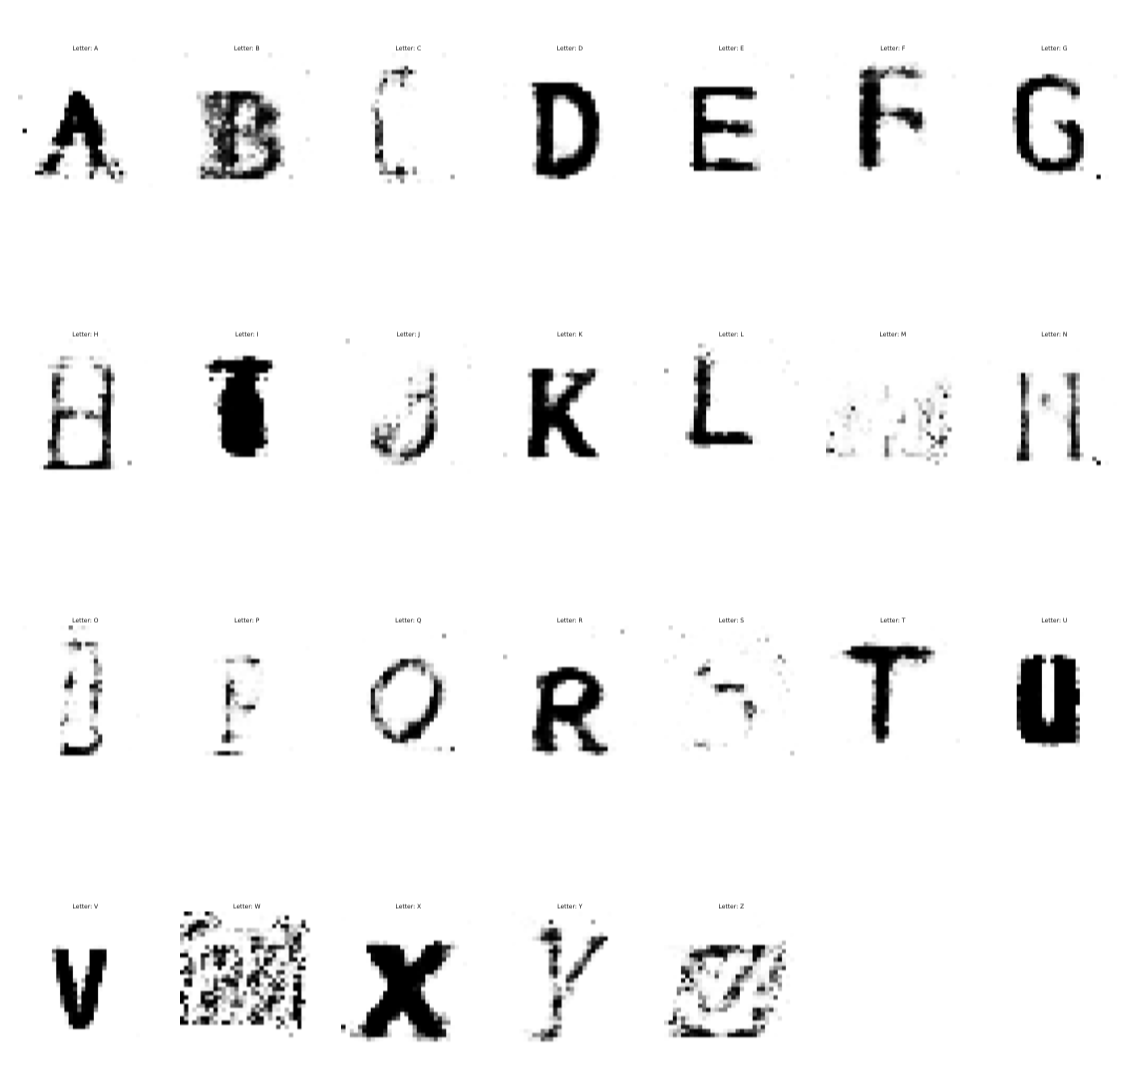 Letter: A Letter: B Letter: C Letter: D Letter: E Letter: F Letter: G
A B C D E F G
Letter: H Letter: I Letter: J Letter: K Letter: L Letter: M Letter: N
H I J K L N
Letter: O Letter: P Letter: Q Letter: R Letter: S Letter: T Letter: U
P O R T U
Letter: V Letter: W Letter: X Letter: Y Letter: Z
V X Y Z